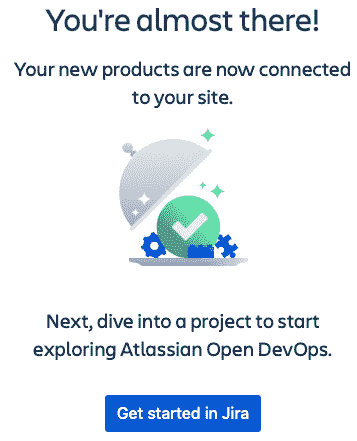 You're almost there!
Your new products are now connected
to your site.
Next, dive into a project to start
exploring Atlassian Open DevOps.
Get started in Jira